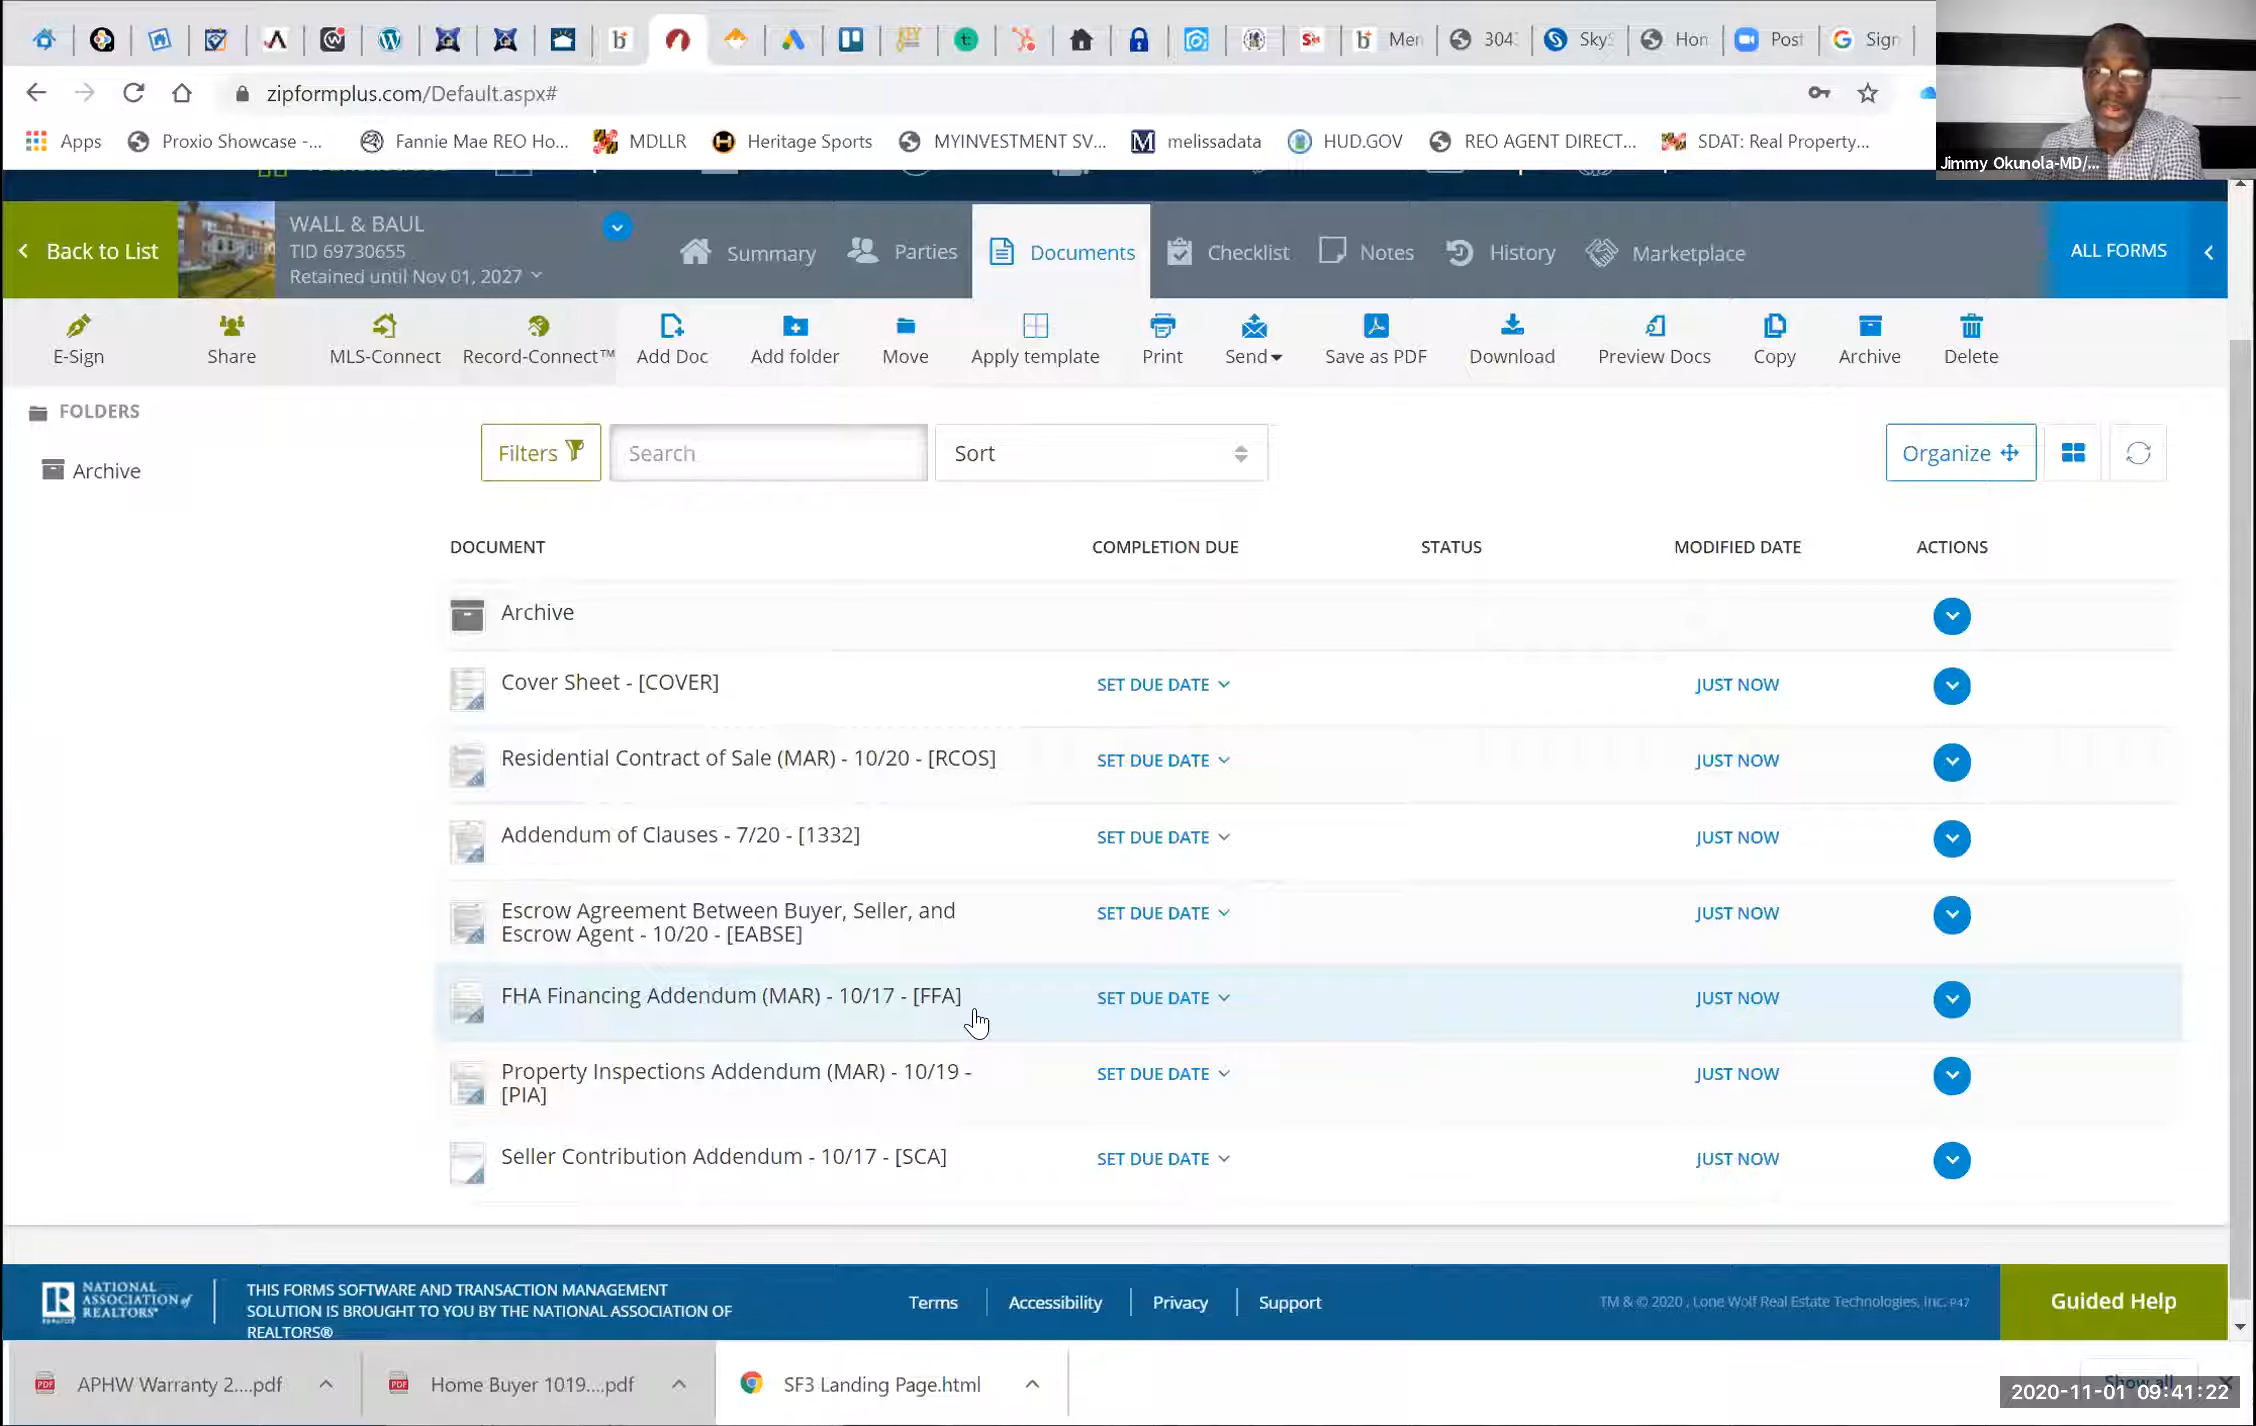 Mer
304
Sky
Hon
Post
Sign
zipformplus.com/Default.aspx#
Apps
Proxio Showcase -...
Fannie Mae REO Ho...
MDLLR
Heritage Sports
MYINVESTMENT SV...
melissadata
HUD.GOV
REO AGENT DIRECT...
SDAT: Real Property...
Jimmy Okunola-MD/...
Back to List
WALL & BAUL
TID 69730655
Retained until Nov 01, 2027
Summary
Parties
Documents
Checklist
Notes
History
Marketplace
ALL FORMS
E-Sign
Share
MLS-Connect
Record-Connect™
Add Doc
Add folder
Move
Apply template
Print
Send
Save as PDF
Download
Preview Docs
Copy
Archive
Delete
FOLDERS
Archive
Filters
Search
Sort
Organize
DOCUMENT COMPLETION DUE STATUS MODIFIED DATE ACTIONS
Archive
Cover Sheet - [COVER] SET DUE DATE JUST NOW
Residential Contract of Sale (MAR) - 10/20 - [RCOS] SET DUE DATE JUST NOW
Addendum of Clauses - 7/20 - [1332] SET DUE DATE JUST NOW
Escrow Agreement Between Buyer, Seller, and SET DUE DATE JUST NOW
Escrow Agent - 10/20 - [EABSE]
FHA Financing Addendum (MAR) - 10/17 - [FFA] SET DUE DATE JUST NOW
Property Inspections Addendum (MAR) - 10/19 - SET DUE DATE JUST NOW
[PIA]
Seller Contribution Addendum - 10/17 - [SCA] SET DUE DATE JUST NOW
NATIONAL
ASSOCIATION of
REALTORS®
THIS FORMS SOFTWARE AND TRANSACTION MANAGEMENT
SOLUTION IS BROUGHT TO YOU BY THE NATIONAL ASSOCIATION OF
REALTORS®
Terms
Accessibility
Privacy
Support
TM & © 2020 , Lone Wolf Real Estate Technologies, Inc. P47
Guided Help
APHW Warranty 2....pdf
Home Buyer 1019....pdf
SF3 Landing Page.html
Show all
2020-11-01 09:41:22